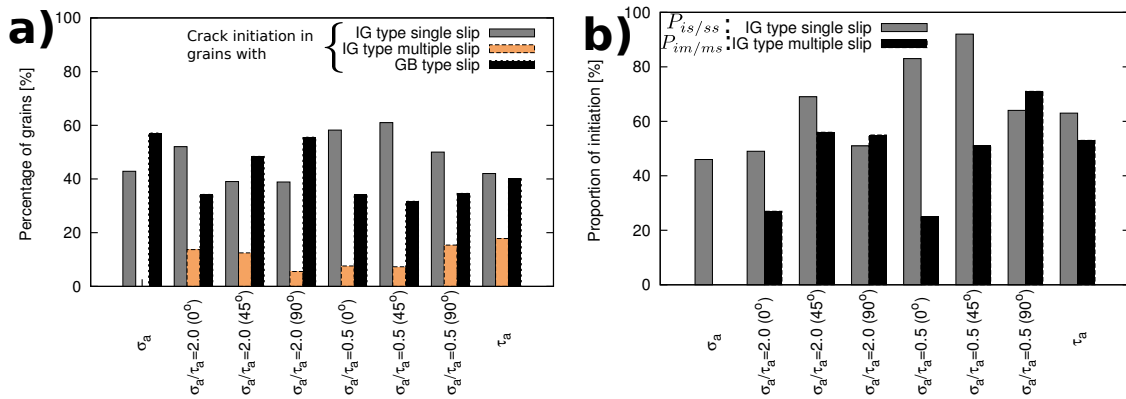 a)
Crack initiation in
grains with
IG type single slip
IG type multiple slip
GB type slip
Percentage of grains [%]
100
80
60
40
20
0
σa
σa/τa=2.0 (0°)
σa/τa=2.0 (45°)
σa/τa=2.0 (90°)
σa/τa=0.5 (0°)
σa/τa=0.5 (45°)
σa/τa=0.5 (90°)
τa
b)
Pis/ss : IG type single slip
Pim/ms : IG type multiple slip
Proportion of initiation [%]
100
80
60
40
20
0
σa
σa/τa=2.0 (0°)
σa/τa=2.0 (45°)
σa/τa=2.0 (90°)
σa/τa=0.5 (0°)
σa/τa=0.5 (45°)
σa/τa=0.5 (90°)
τa